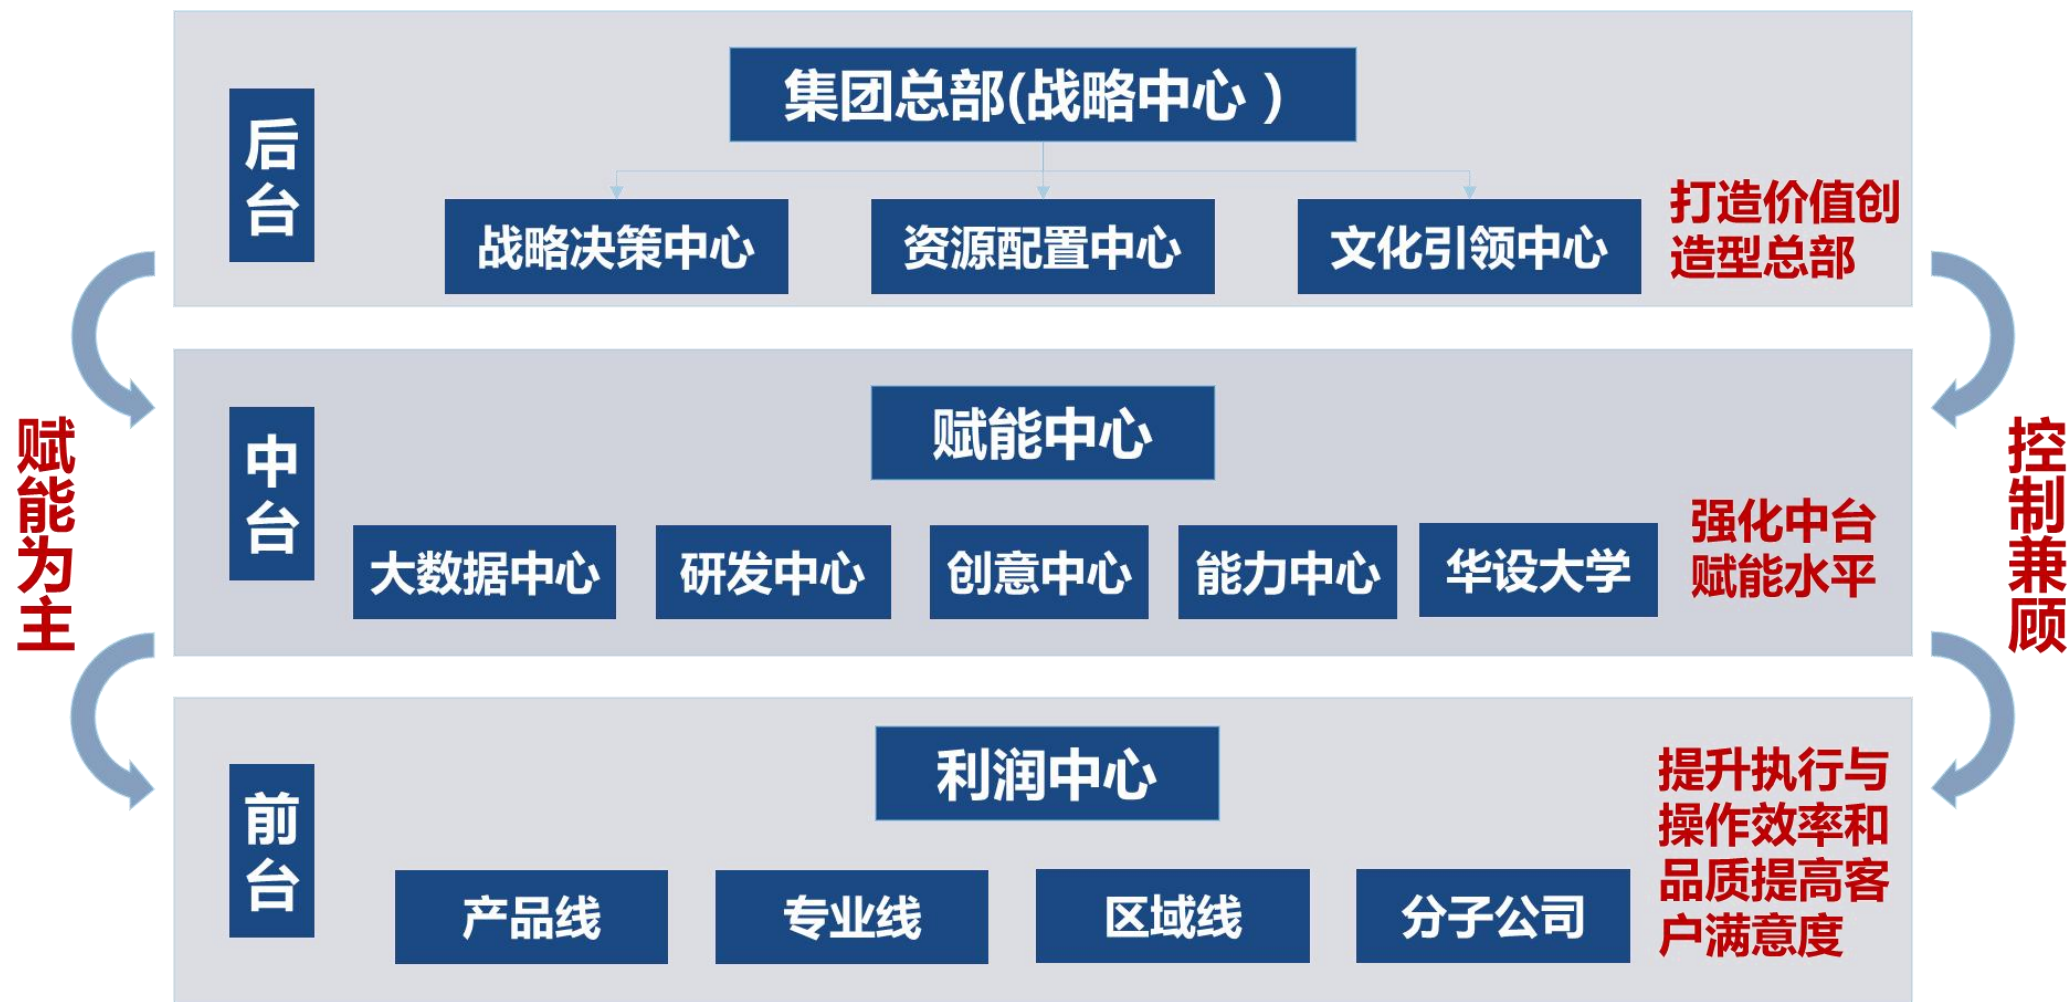 集团总部(战略中心 )
后台
战略决策中心
资源配置中心
文化引领中心
打造价值创
造型总部
赋能为主
控制兼顾
赋能中心
中台
大数据中心
研发中心
创意中心
能力中心
华设大学
强化中台
赋能水平
利润中心
前台
产品线
专业线
区域线
分子公司
提升执行与
操作效率和
品质提高客
户满意度